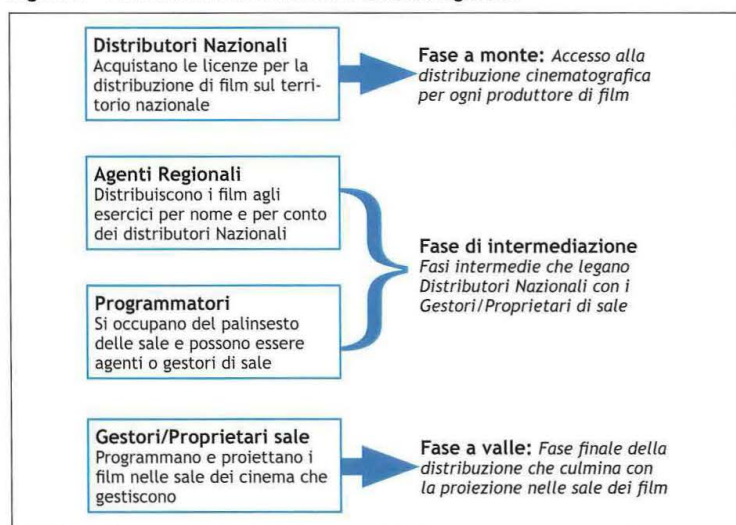 Distributori Nazionali
Acquistano le licenze per la
distribuzione di film sul terri-
torio nazionale
Fase a monte: Accesso alla
distribuzione cinematografica
per ogni produttore di film
Agenti Regionali
Distribuiscono i film agli
esercici per nome e per conto
dei distributori Nazionali
Programmatori
Si occupano del palinsesto
delle sale e possono essere
agenti o gestori di sale
Fase di intermediazione
Fasi intermedie che legano
Distributori Nazionali con i
Gestori/Proprietari di sale
Gestori/Proprietari sale
Programmano e proiettano i
film nelle sale dei cinema che
gestiscono
Fase a valle: Fase finale della
distribuzione che culmina con
la proiezione nelle sale dei film